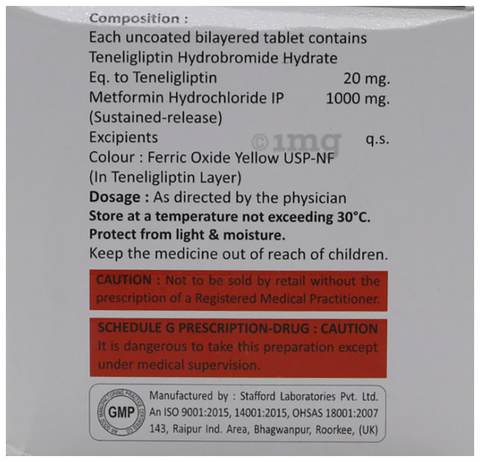 Composition :
Each uncoated bilayered tablet contains
Teneligliptin Hydrobromide Hydrate
Eq. to Teneligliptin 20 mg.
Metformin Hydrochloride IP 1000 mg.
(Sustained-release)
Excipients q.s.
©1mg
Colour : Ferric Oxide Yellow USP-NF
(In Teneligliptin Layer)
Dosage : As directed by the physician
Store at a temperature not exceeding 30°C.
Protect from light & moisture.
Keep the medicine out of reach of children.
CAUTION : Not to be sold by retail without the
prescription of a Registered Medical Practitioner.
SCHEDULE G PRESCRIPTION-DRUG : CAUTION
It is dangerous to take this preparation except
under medical supervision.
GMP
Manufactured by : Stafford Laboratories Pvt. Ltd.
An ISO 9001:2015, 14001:2015, OHSAS 18001:2007
143, Raipur Ind. Area, Bhagwanpur, Roorkee, (UK)